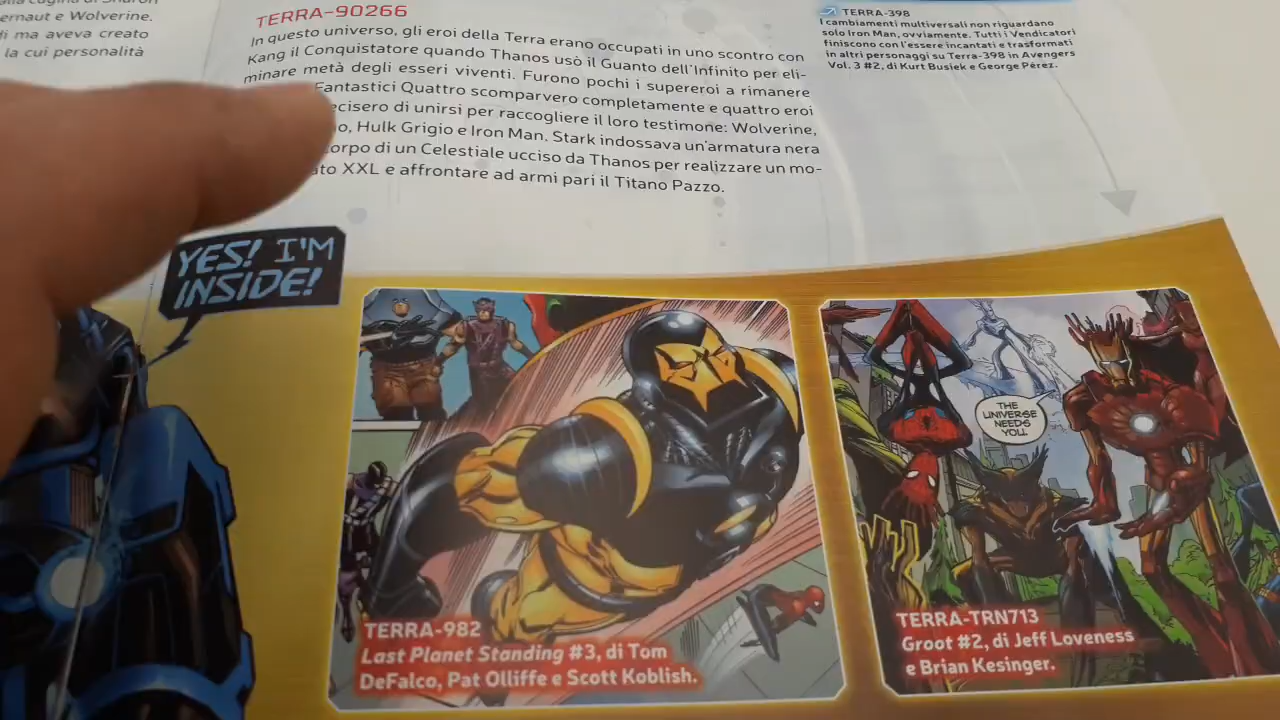 ernaut e Wolverine.
di ma aveva creato
la cui personalità
TERRA-90266
In questo universo, gli eroi della Terra erano occupati in uno scontro con
Kang il Conquistatore quando Thanos usò il Guanto dell'Infinito per eli-
minare metà degli esseri viventi. Furono pochi i supereroi a rimanere
Fantastici Quattro scomparvero completamente e quattro eroi
ecisero di unirsi per raccogliere il loro testimone: Wolverine,
o, Hulk Grigio e Iron Man. Stark indossava un'armatura nera
corpo di un Celestiale ucciso da Thanos per realizzare un mo-
ato XXL e affrontare ad armi pari il Titano Pazzo.
TERRA-398
I cambiamenti multiversali non riguardano
solo Iron Man, ovviamente. Tutti i Vendicatori
finiscono con l'essere incantati e trasformati
in altri personaggi su Terra-398 in Avengers
Vol. 3 #2, di Kurt Busiek e George Pérez.
YES! I'M
INSIDE!
TERRA-982
Last Planet Standing #3, di Tom
DeFalco, Pat Olliffe e Scott Koblish.
THE
UNIVERSE
NEEDS
YOU.
TERRA-TRN713
Groot #2, di Jeff Loveness
e Brian Kesinger.